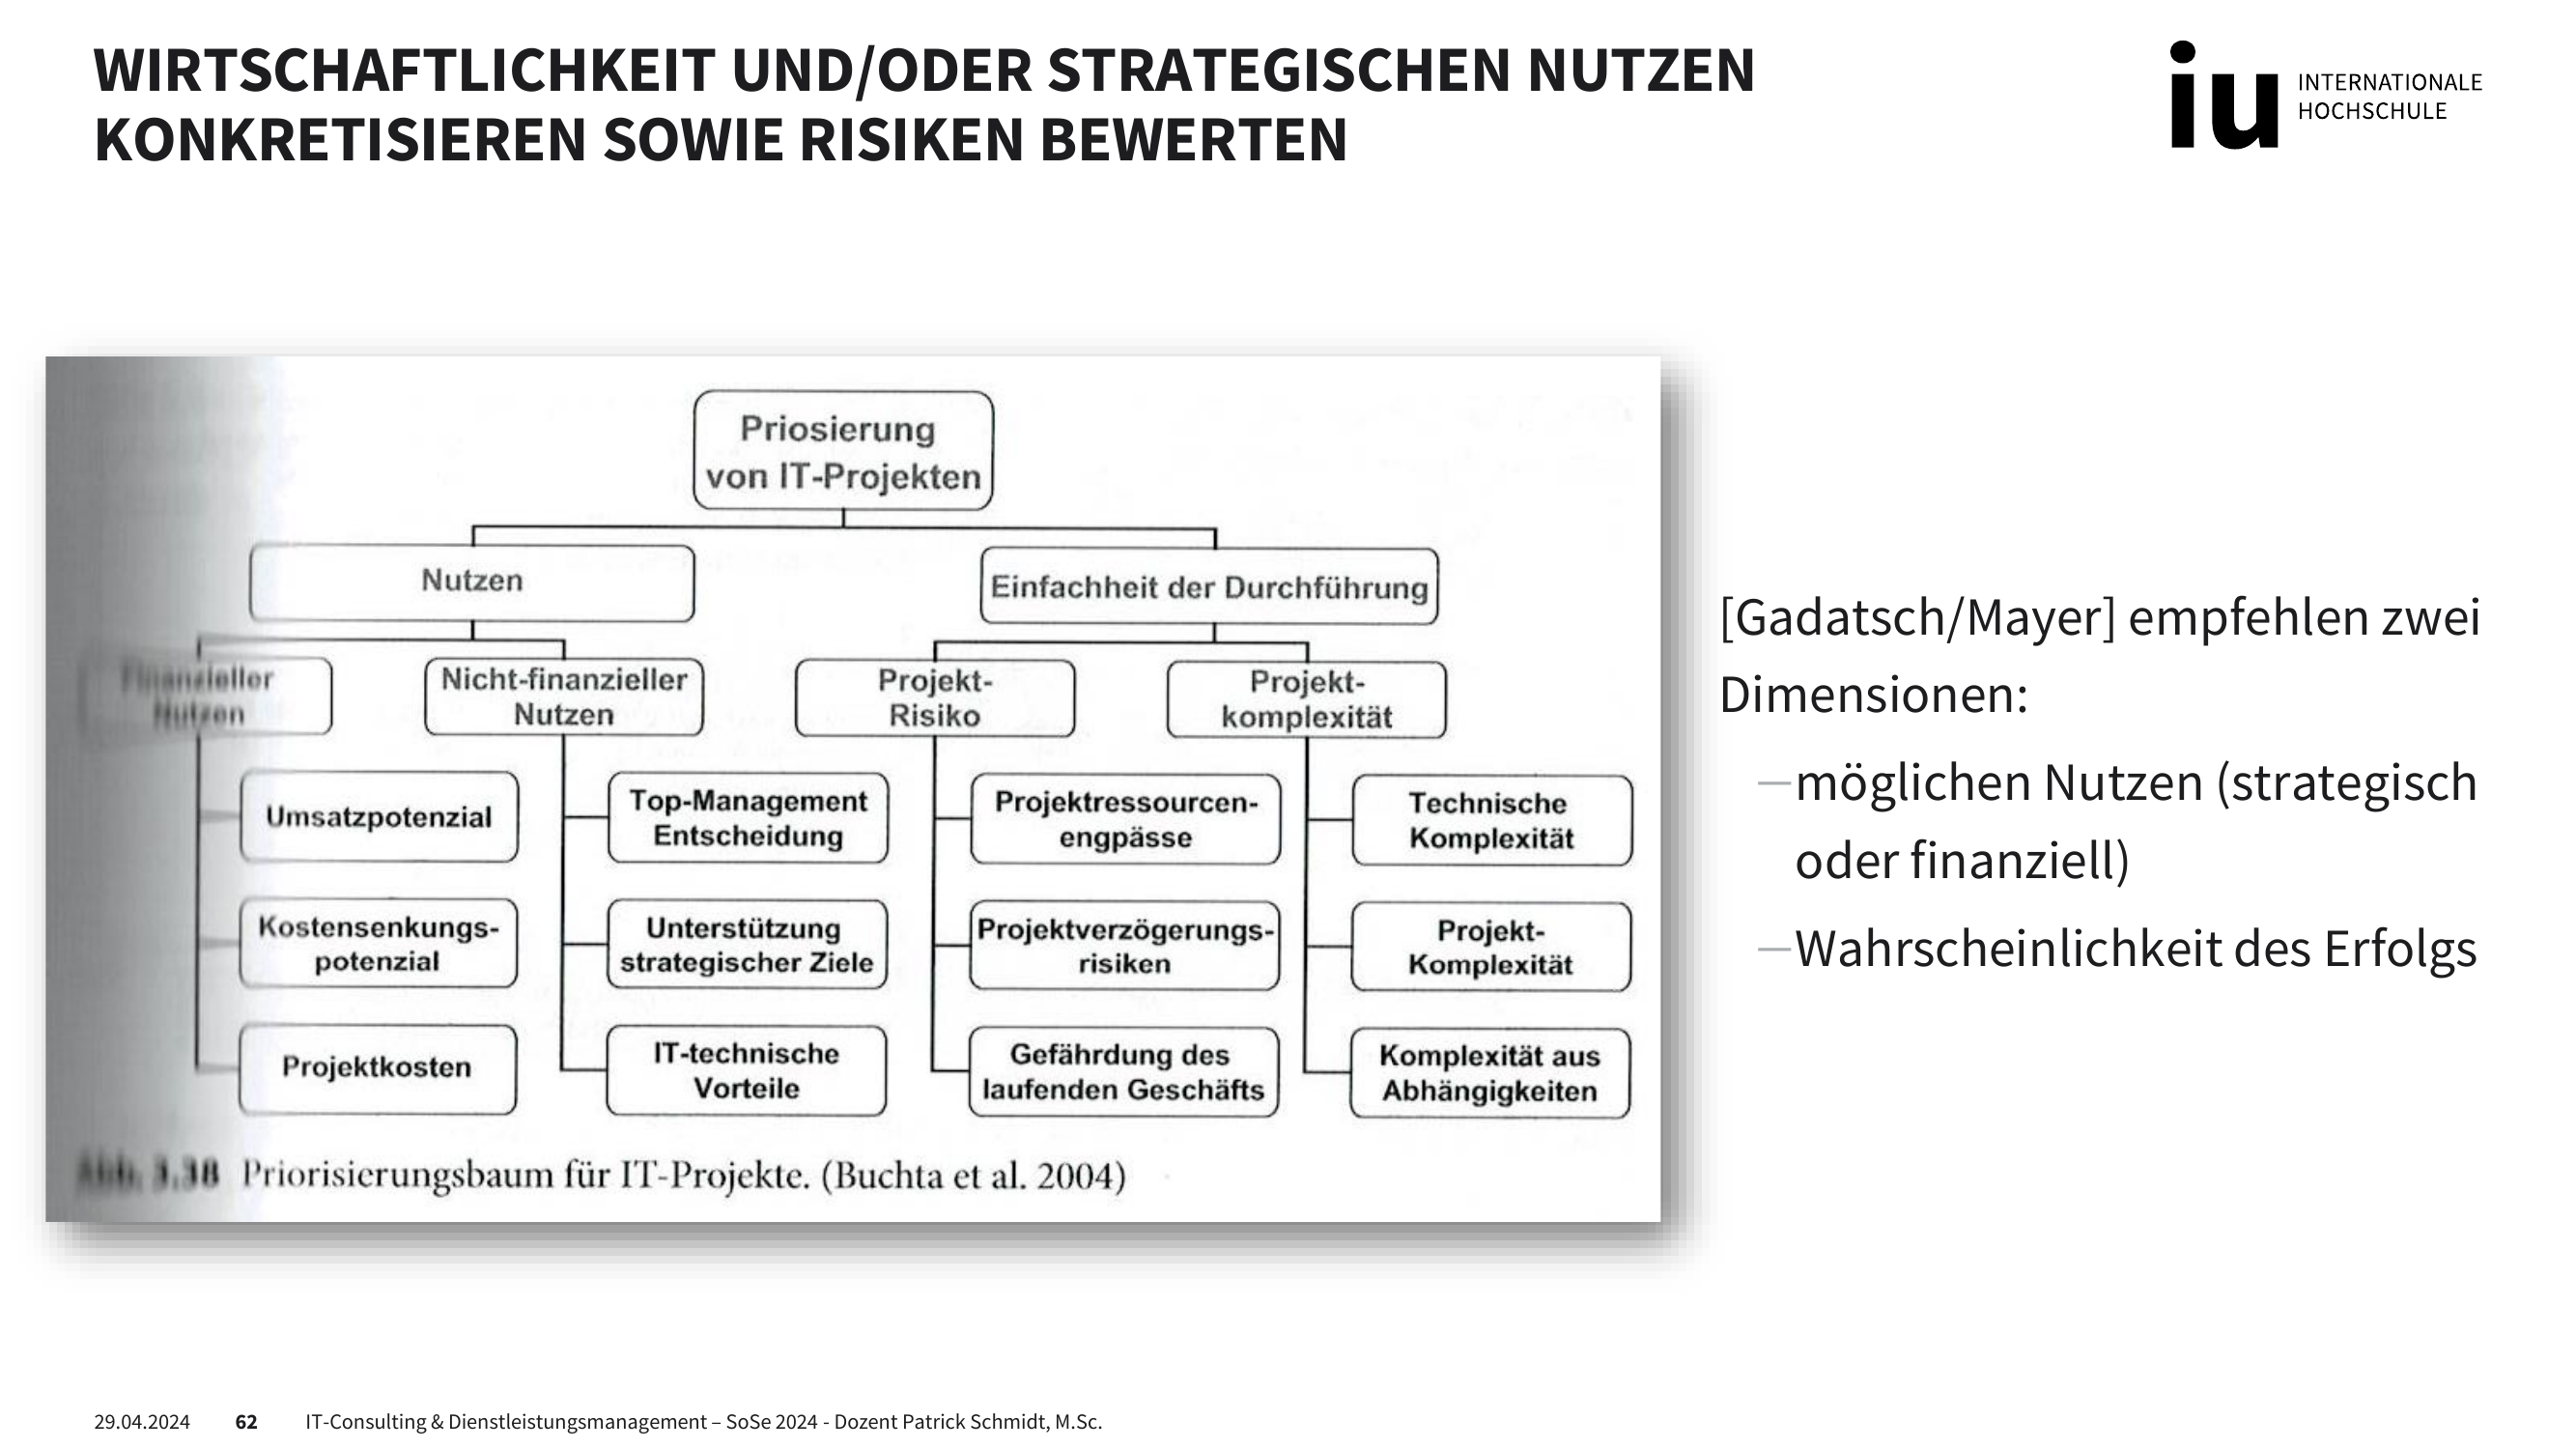 WIRTSCHAFTLICHKEIT UND/ODER STRATEGISCHEN NUTZEN
KONKRETISIEREN SOWIE RISIKEN BEWERTEN
iu INTERNATIONALE
HOCHSCHULE
Priosierung
von IT-Projekten
Nutzen
Einfachheit der Durchführung
Finanzieller
Nutzen
Nicht-finanzieller
Nutzen
Projekt-
Risiko
Projekt-
komplexität
Umsatzpotenzial
Top-Management
Entscheidung
Projektressourcen-
engpässe
Technische
Komplexität
Kostensenkungs-
potenzial
Unterstützung
strategischer Ziele
Projektverzögerungs-
risiken
Projekt-
Komplexität
Projektkosten
IT-technische
Vorteile
Gefährdung des
laufenden Geschäfts
Komplexität aus
Abhängigkeiten
Abb. 3.38 Priorisierungsbaum für IT-Projekte. (Buchta et al. 2004)
[Gadatsch/Mayer] empfehlen zwei
Dimensionen:
—möglichen Nutzen (strategisch
oder finanziell)
—Wahrscheinlichkeit des Erfolgs
29.04.2024 62 IT-Consulting & Dienstleistungsmanagement – SoSe 2024 - Dozent Patrick Schmidt, M.Sc.